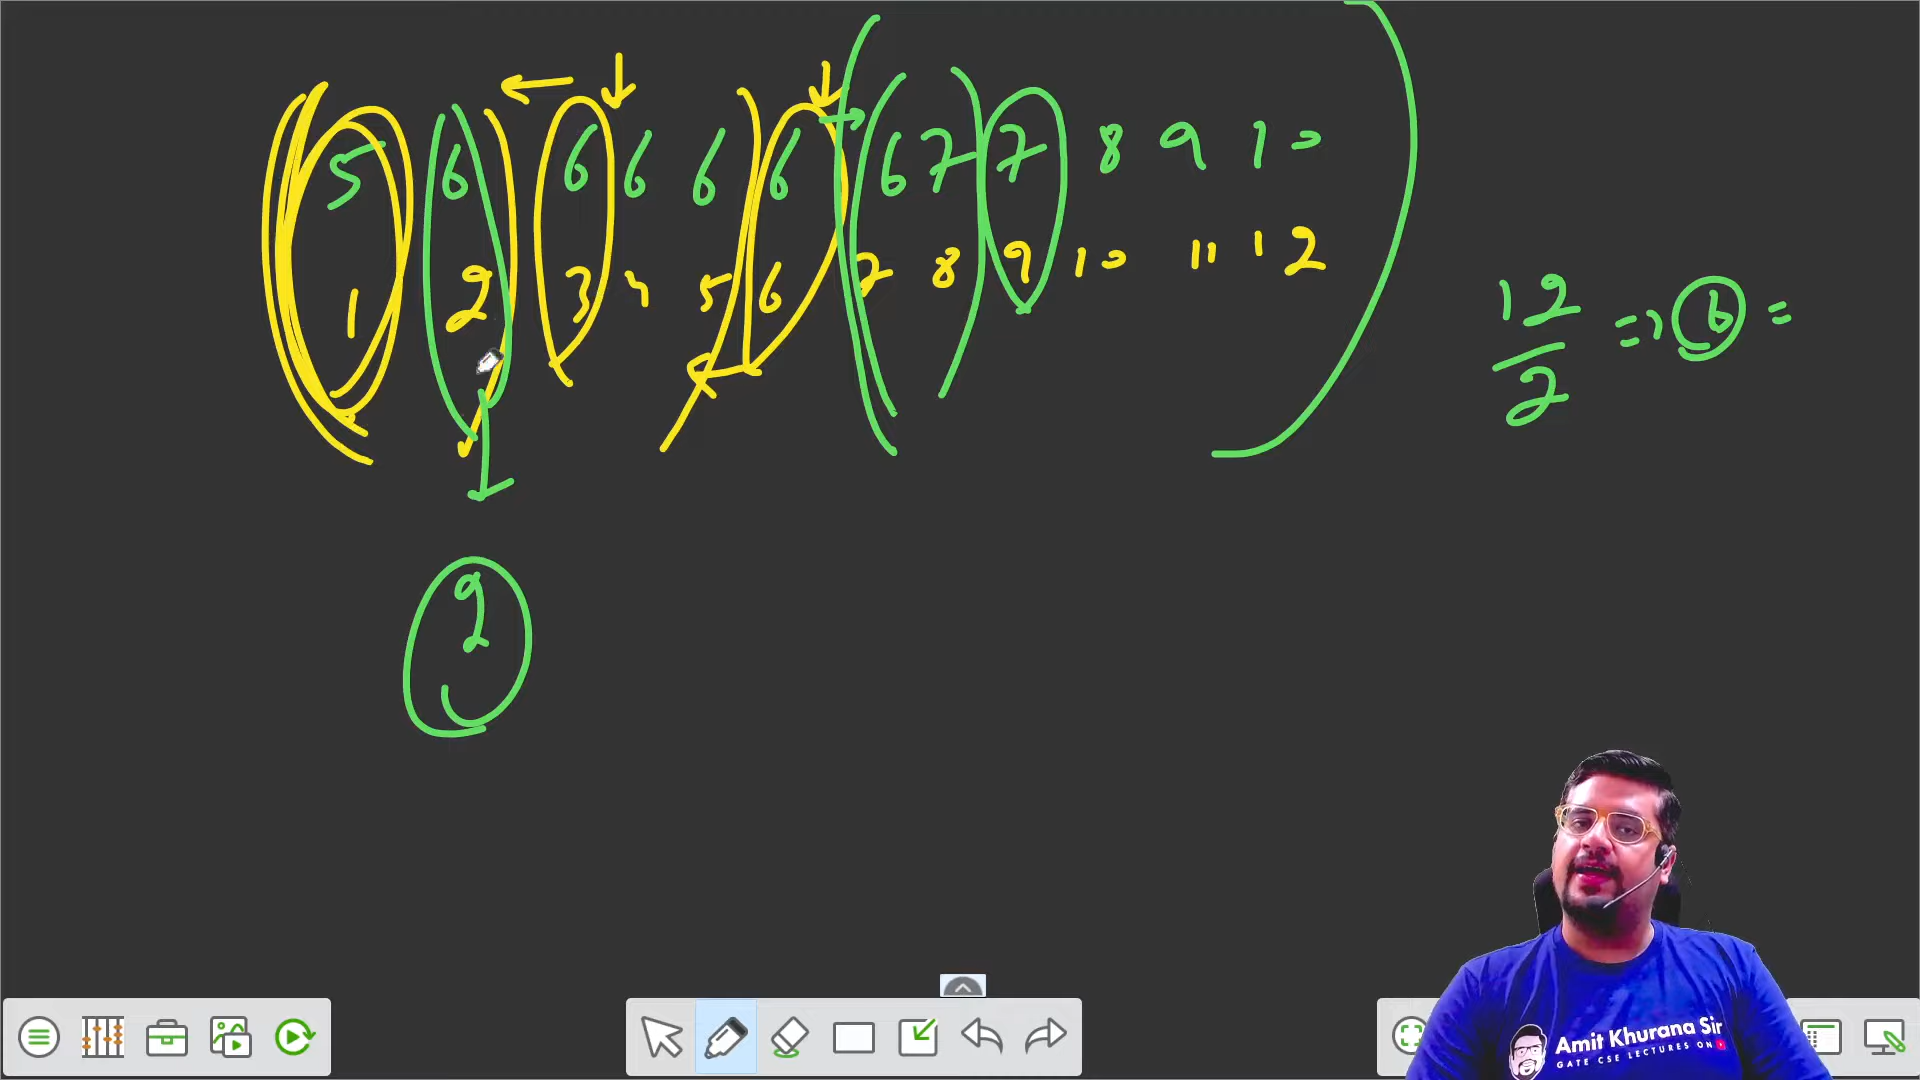 5 6 6 6 6 6 6 7 7 8 9 10
1 2 3 4 5 6 7 8 9 10 11 12
12/2 => 6 =
2
Amit Khurana Sir
GATE CSE LECTURES ON